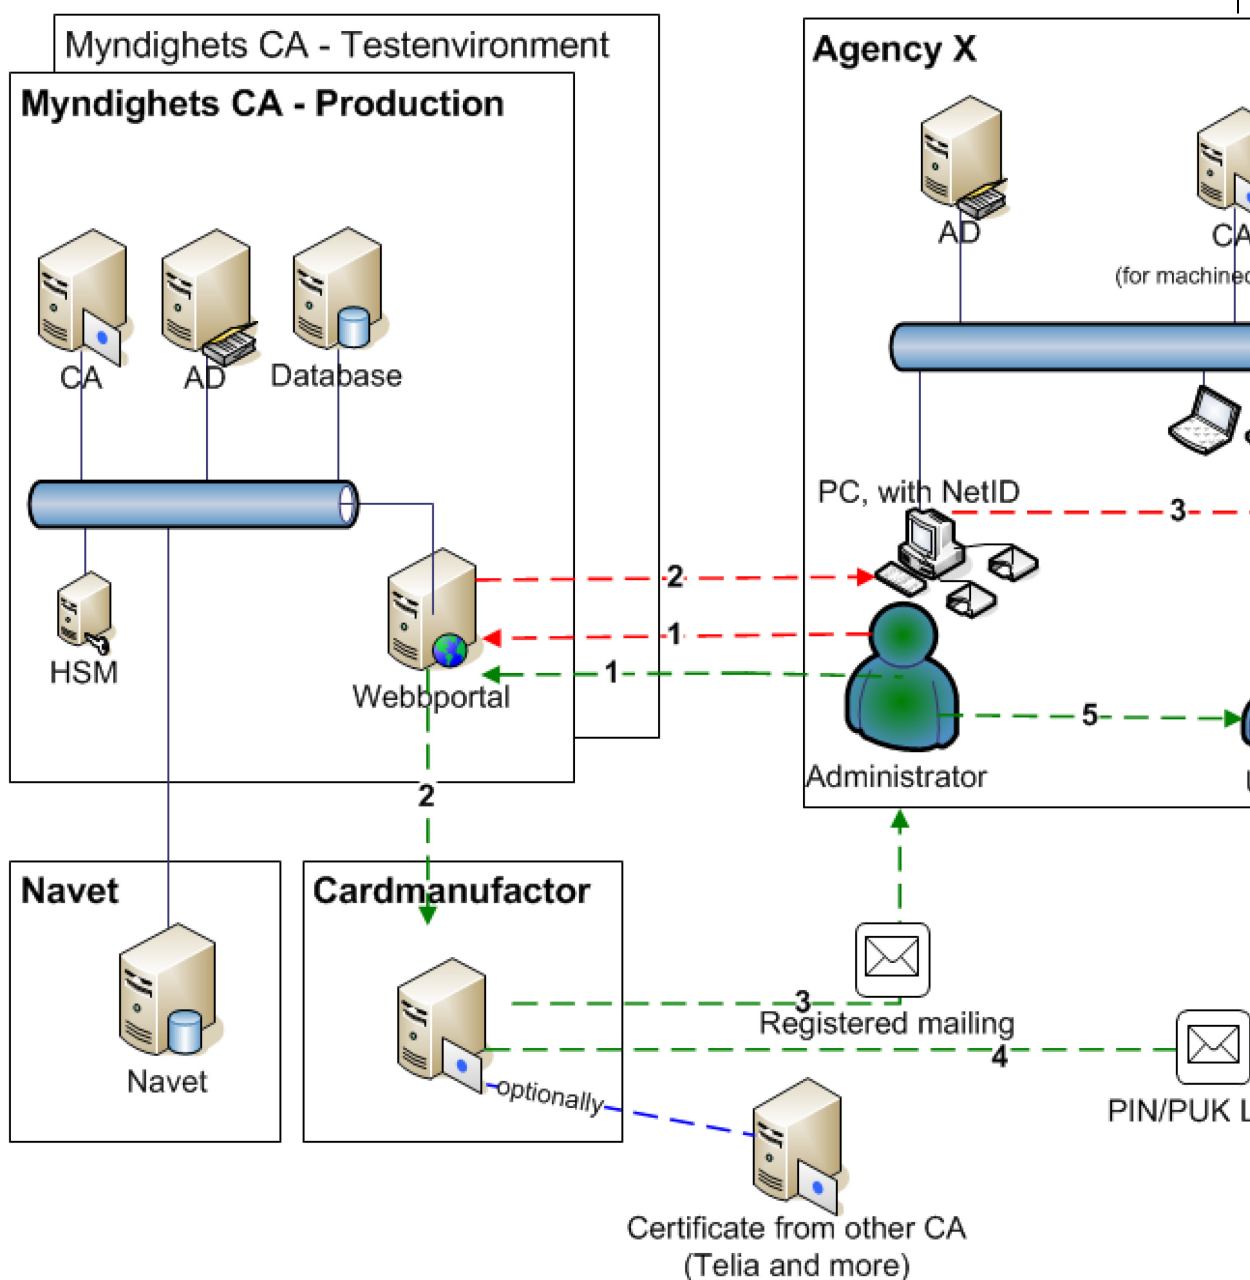 Myndighets CA - Testenvironment
Myndighets CA - Production
CA
AD
Database
HSM
Webbportal
Agency X
AD
CA
(for machinec
PC, with NetID
3
2
1
1
5
Administrator
2
Navet
Navet
Cardmanufactor
3
Registered mailing
4
optionally
PIN/PUK L
Certificate from other CA
(Telia and more)